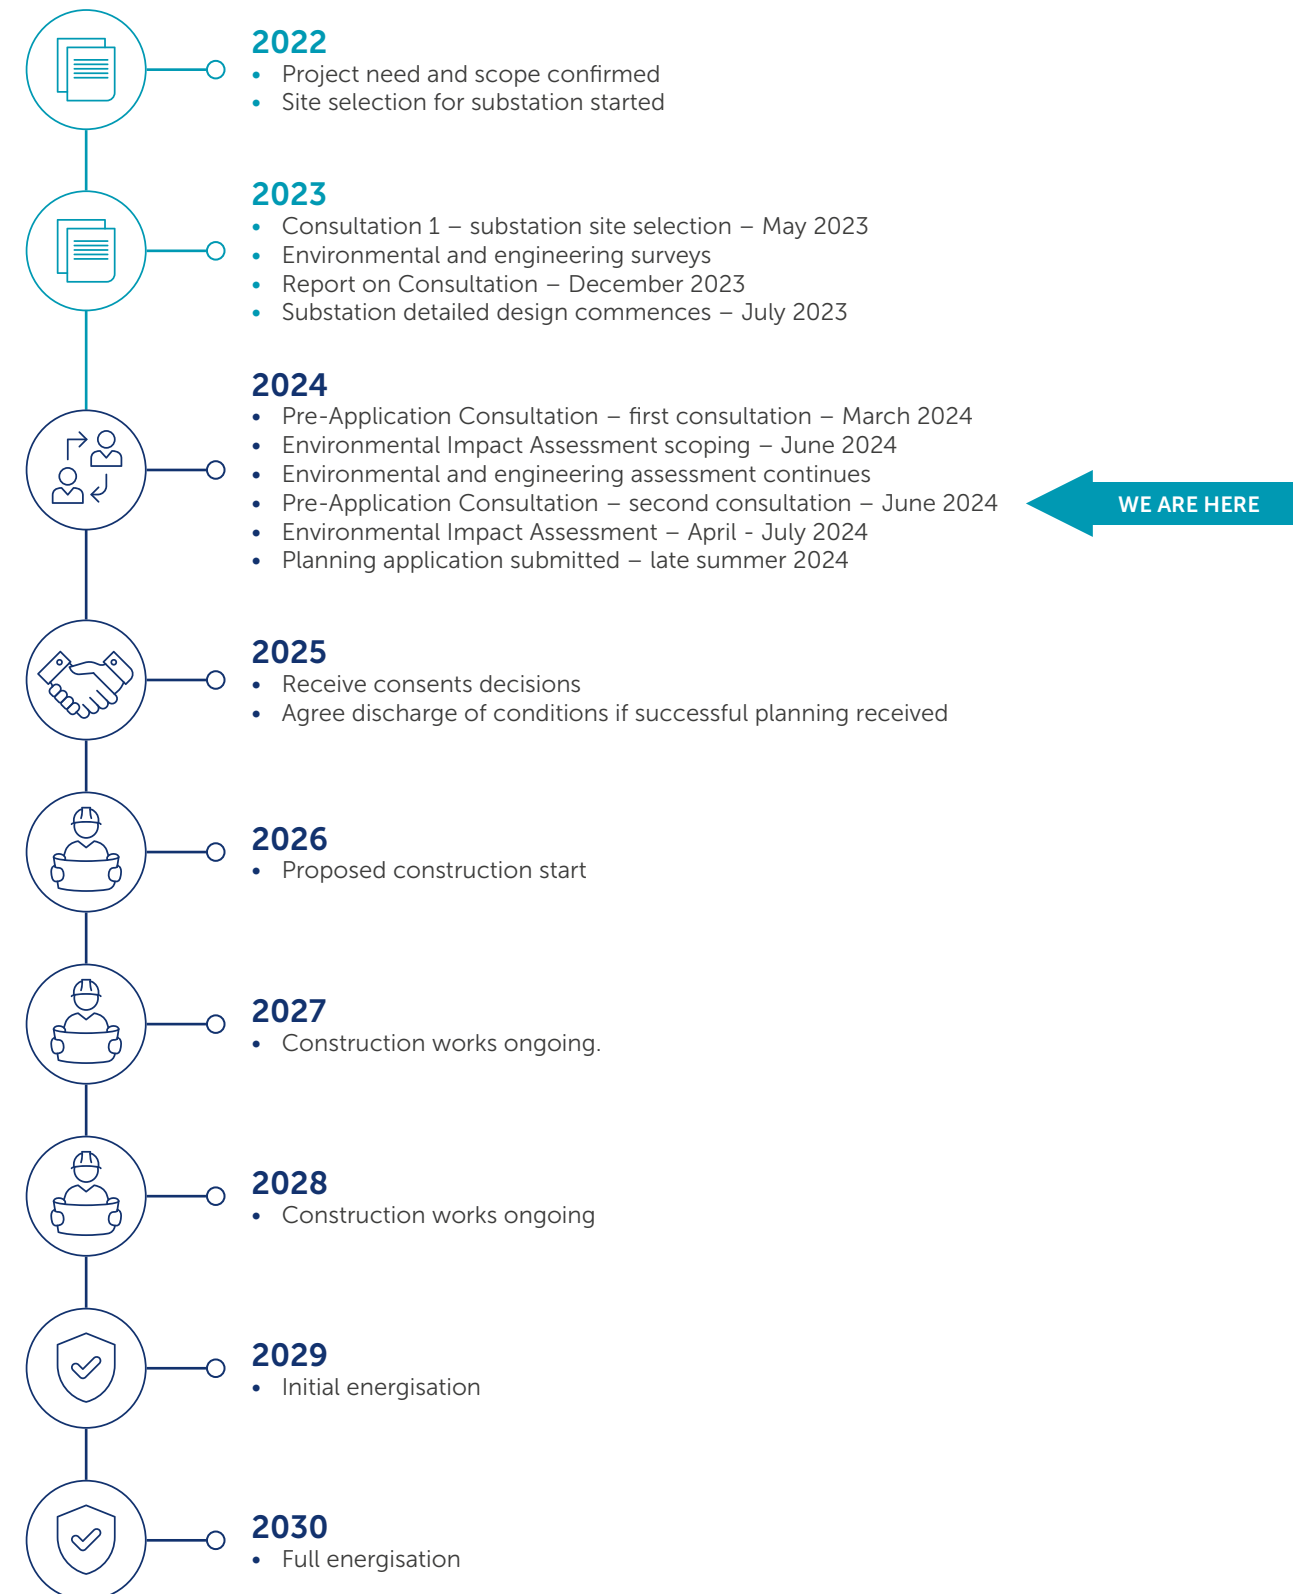 2022
• Project need and scope confirmed
• Site selection for substation started
2023
• Consultation 1 – substation site selection – May 2023
• Environmental and engineering surveys
• Report on Consultation – December 2023
• Substation detailed design commences – July 2023
2024
• Pre-Application Consultation – first consultation – March 2024
• Environmental Impact Assessment scoping – June 2024
• Environmental and engineering assessment continues
• Pre-Application Consultation – second consultation – June 2024
WE ARE HERE
• Environmental Impact Assessment – April - July 2024
• Planning application submitted – late summer 2024
2025
• Receive consents decisions
• Agree discharge of conditions if successful planning received
2026
• Proposed construction start
2027
• Construction works ongoing.
2028
• Construction works ongoing
2029
• Initial energisation
2030
• Full energisation